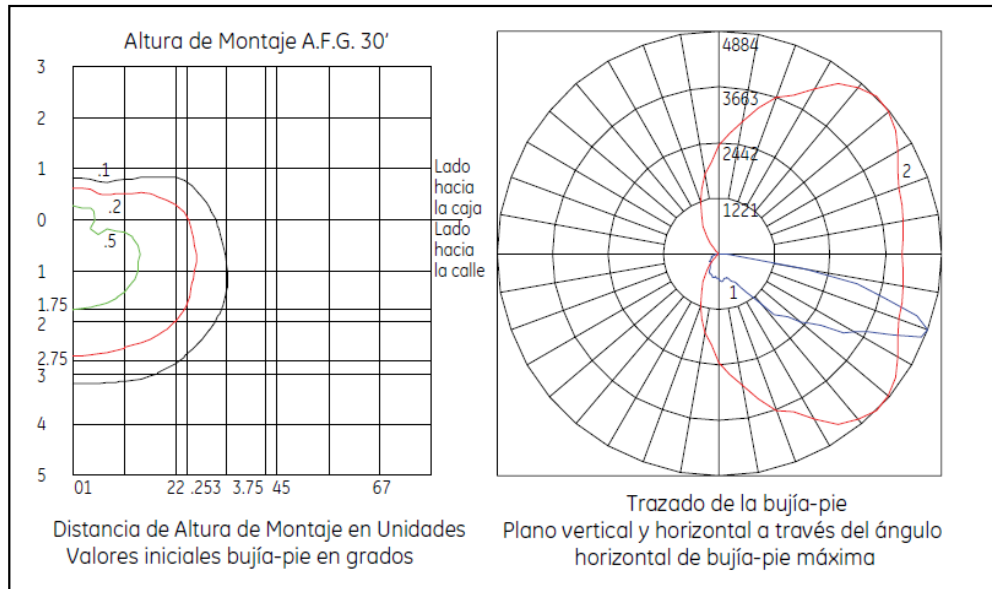 Altura de Montaje A.F.G. 30'
3
2
1
0
1
1.75
2
2.75
3
4
5
.1
.2
.5
Lado
hacia
la caja
Lado
hacia
la calle
01 22 .253 3.75 45 67
Distancia de Altura de Montaje en Unidades
Valores iniciales bujía-pie en grados
4884
3663
2442
1221
2
1
Trazado de la bujía-pie
Plano vertical y horizontal a través del ángulo
horizontal de bujía-pie máxima